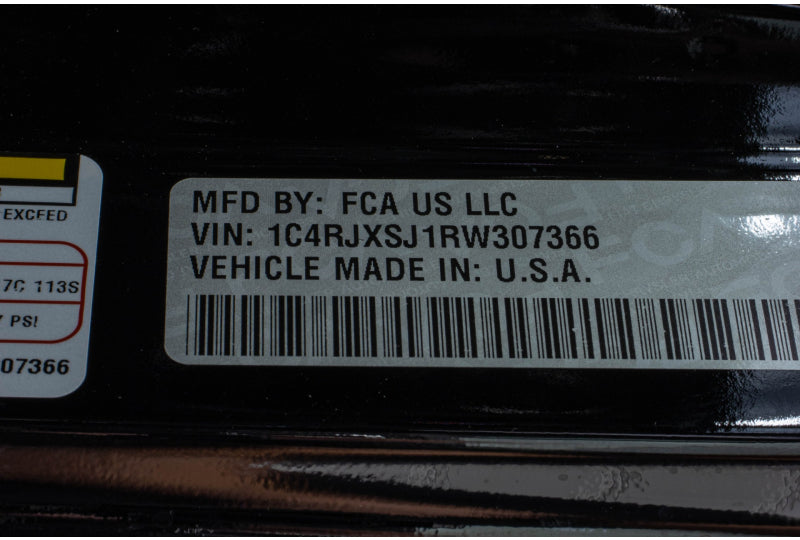 EXCEED
7C 113S
PSI
07366
MFD BY: FCA US LLC
VIN: 1C4RJXSJ1RW307366
VEHICLE MADE IN: U.S.A.